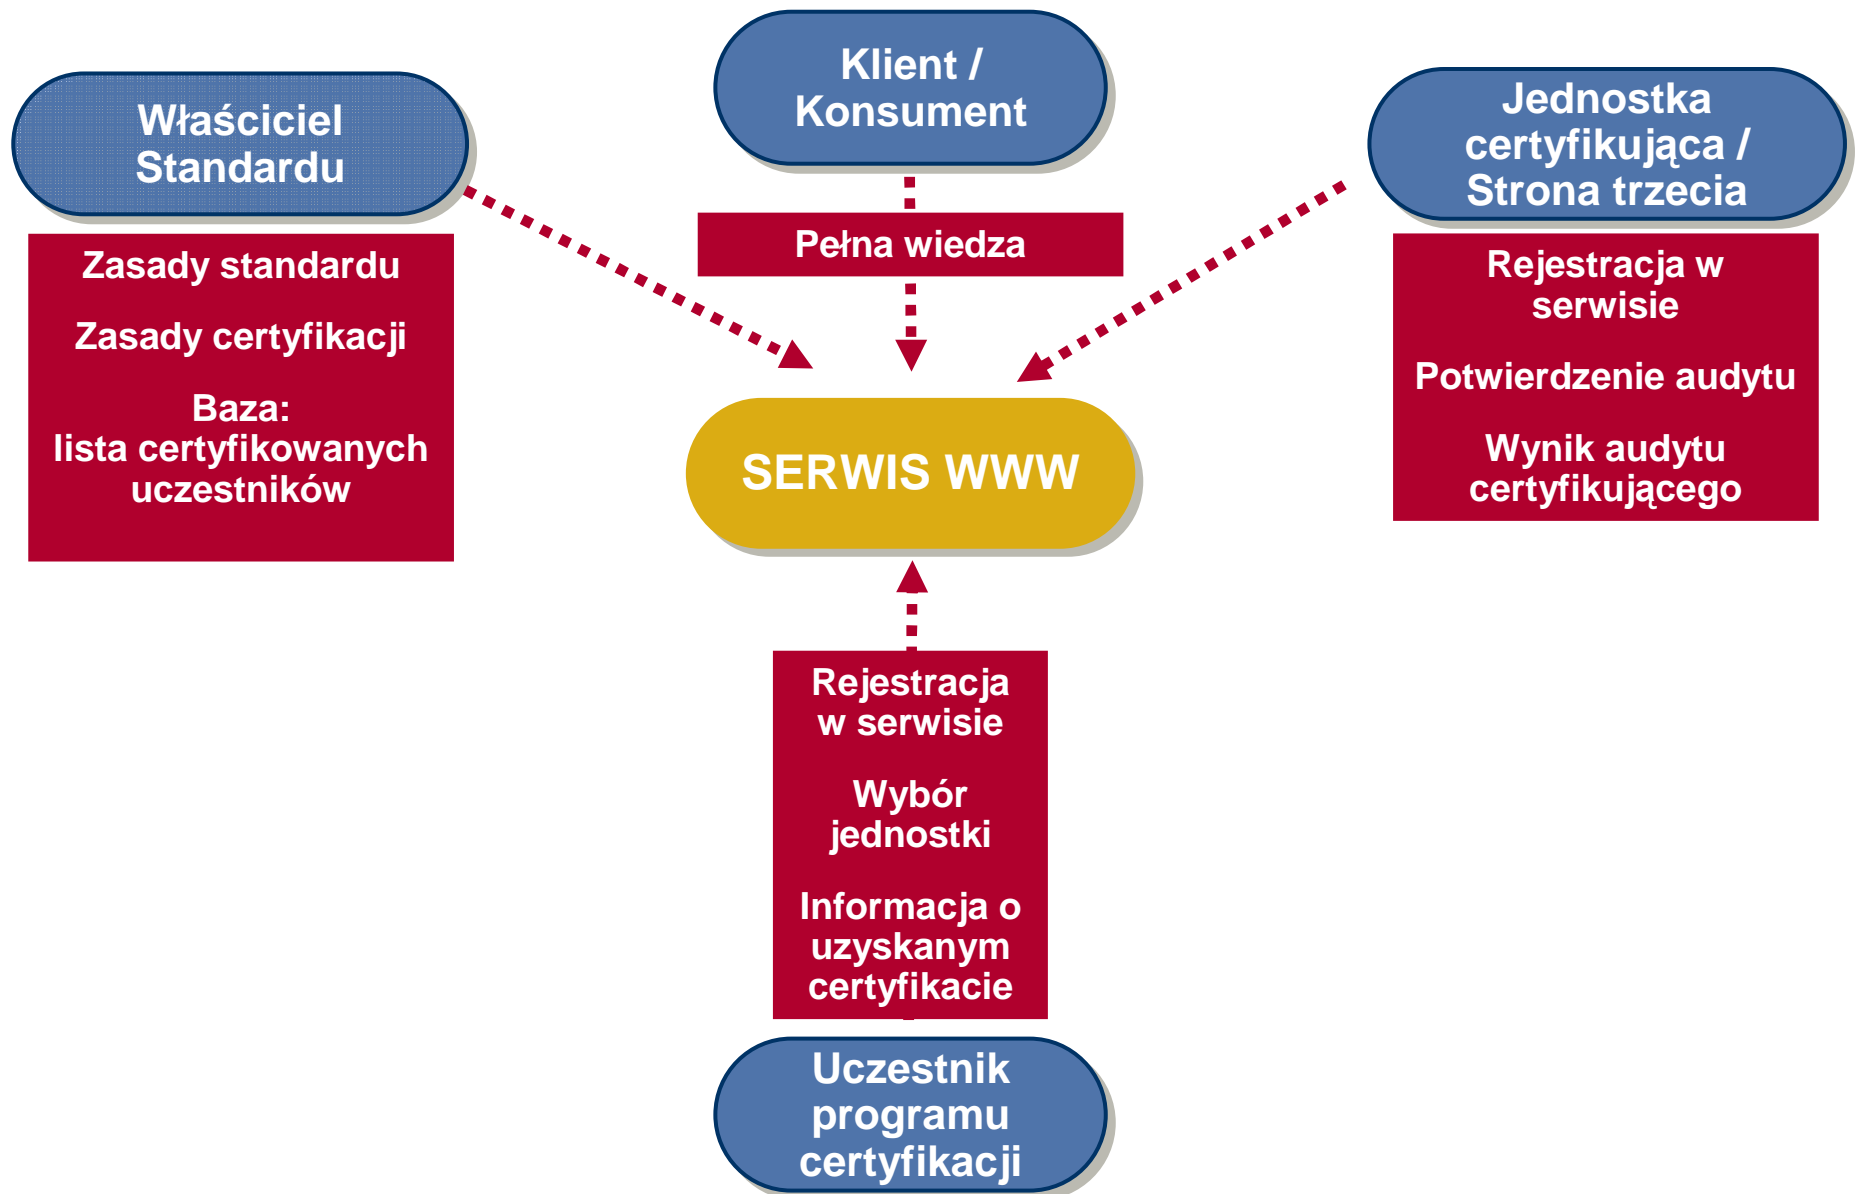 Właściciel
Standardu
Zasady standardu
Zasady certyfikacji
Baza:
lista certyfikowanych
uczestników
Klient /
Konsument
Pełna wiedza
Jednostka
certyfikująca /
Strona trzecia
Rejestracja w
serwisie
Potwierdzenie audytu
Wynik audytu
certyfikującego
SERWIS WWW
Rejestracja
w serwisie
Wybór
jednostki
Informacja o
uzyskanym
certyfikacie
Uczestnik
programu
certyfikacji